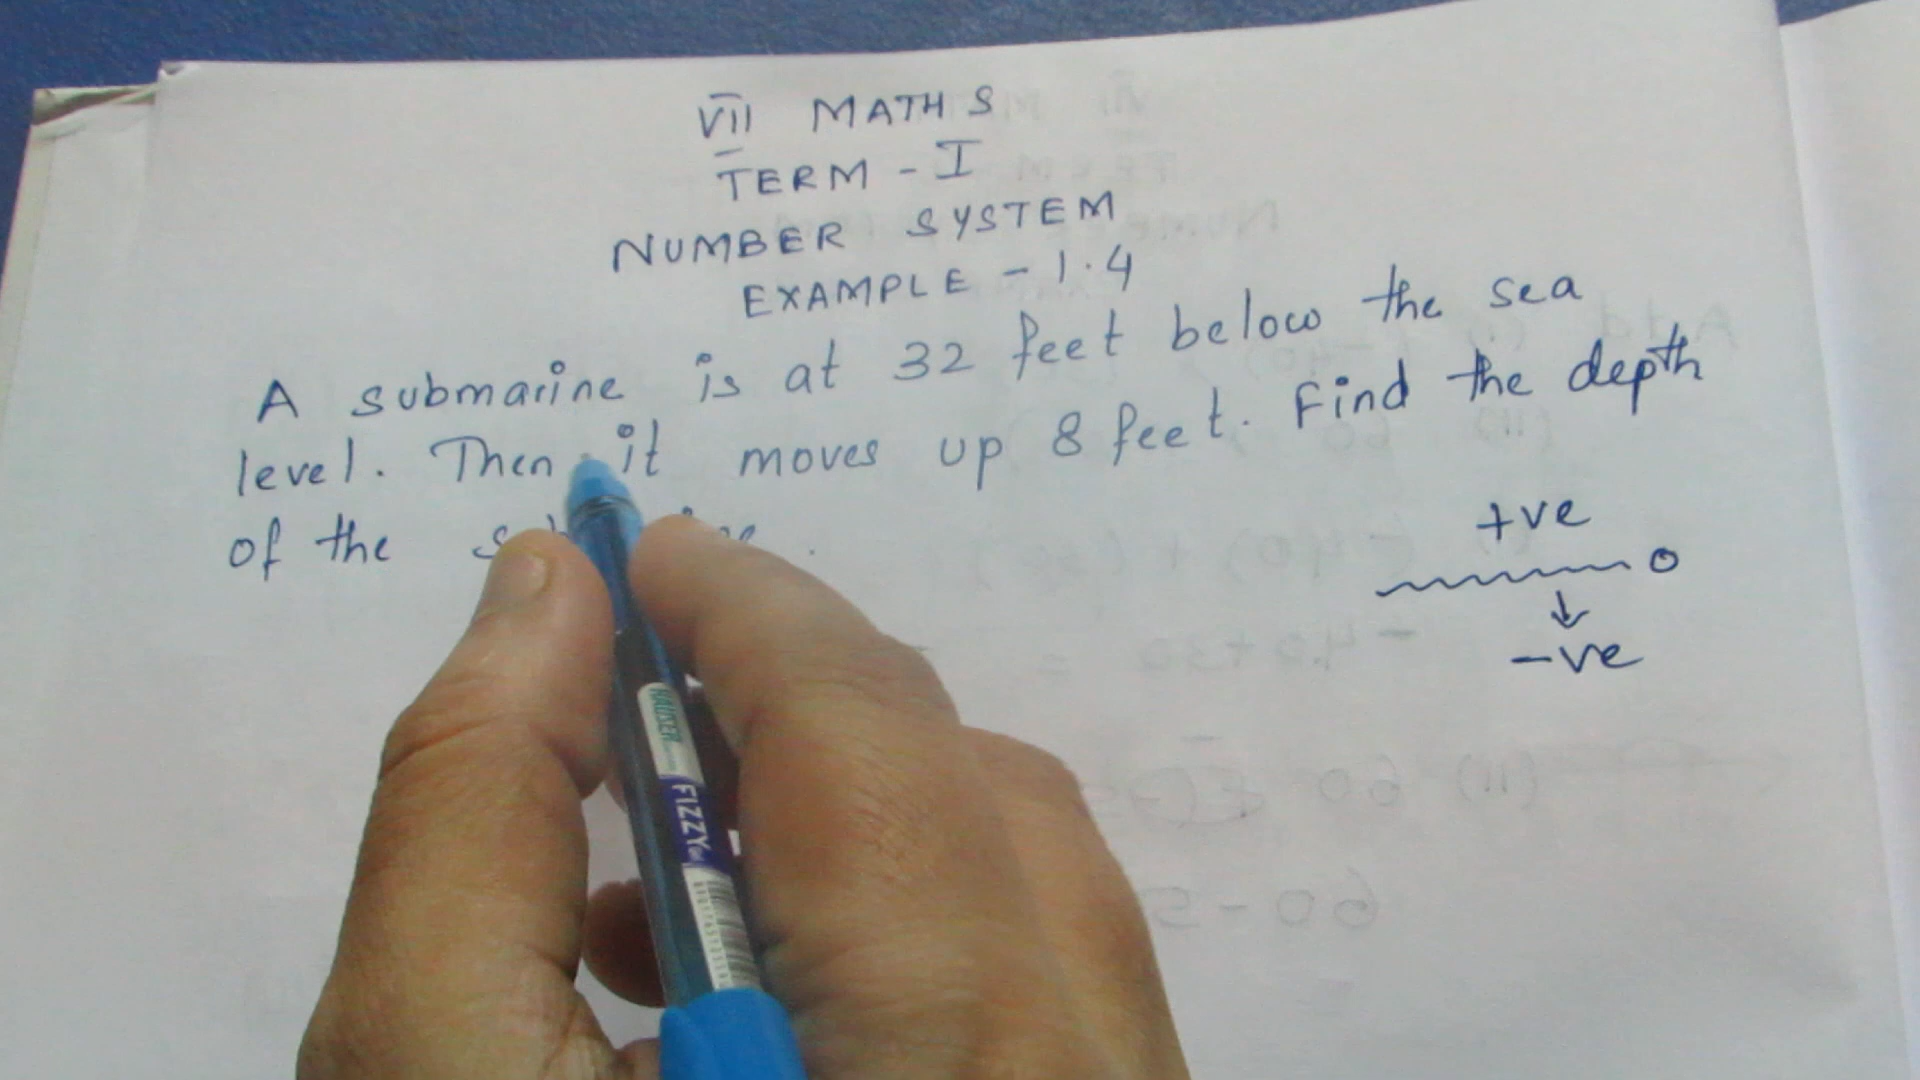 VII MATHS
TERM - I
NUMBER SYSTEM
EXAMPLE - 1.4
A submarine is at 32 feet below the sea
level. Then it moves up 8 feet. Find the depth
of the
+ve
0
-ve
HAUSER
FIZZY